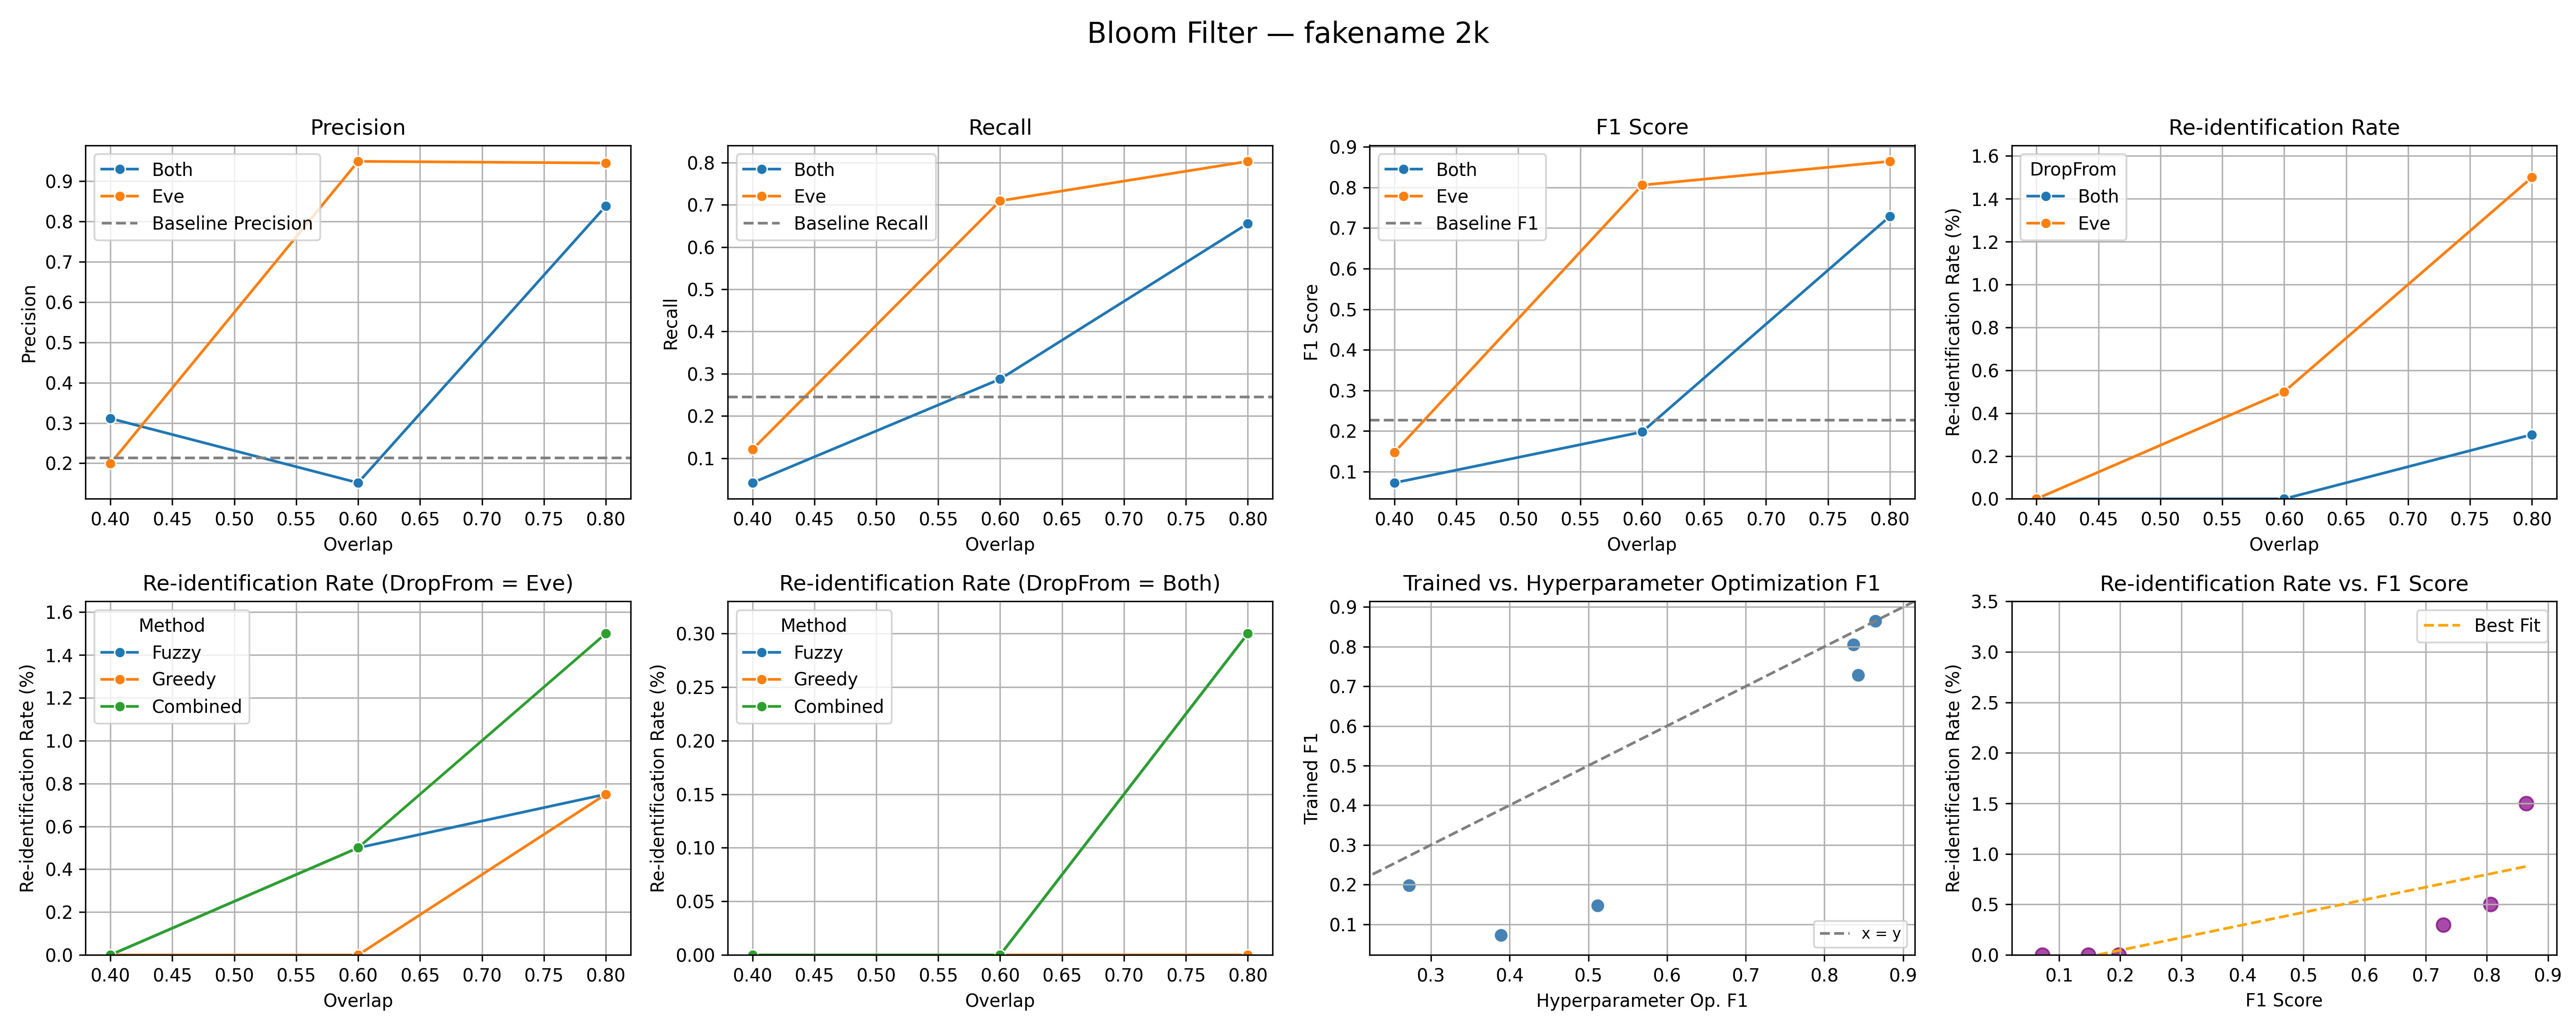 Bloom Filter — fakename 2k
Precision
Both
Eve
Baseline Precision
Precision
0.9
0.8
0.7
0.6
0.5
0.4
0.3
0.2
0.40 0.45 0.50 0.55 0.60 0.65 0.70 0.75 0.80
Overlap
Recall
Both
Eve
Baseline Recall
Recall
0.8
0.7
0.6
0.5
0.4
0.3
0.2
0.1
0.40 0.45 0.50 0.55 0.60 0.65 0.70 0.75 0.80
Overlap
F1 Score
Both
Eve
Baseline F1
F1 Score
0.9
0.8
0.7
0.6
0.5
0.4
0.3
0.2
0.1
0.40 0.45 0.50 0.55 0.60 0.65 0.70 0.75 0.80
Overlap
Re-identification Rate
DropFrom
Both
Eve
Re-identification Rate (%)
1.6
1.4
1.2
1.0
0.8
0.6
0.4
0.2
0.0
0.40 0.45 0.50 0.55 0.60 0.65 0.70 0.75 0.80
Overlap
Re-identification Rate (DropFrom = Eve)
Method
Fuzzy
Greedy
Combined
Re-identification Rate (%)
1.6
1.4
1.2
1.0
0.8
0.6
0.4
0.2
0.0
0.40 0.45 0.50 0.55 0.60 0.65 0.70 0.75 0.80
Overlap
Re-identification Rate (DropFrom = Both)
Method
Fuzzy
Greedy
Combined
Re-identification Rate (%)
0.30
0.25
0.20
0.15
0.10
0.05
0.00
0.40 0.45 0.50 0.55 0.60 0.65 0.70 0.75 0.80
Overlap
Trained vs. Hyperparameter Optimization F1
Trained F1
0.9
0.8
0.7
0.6
0.5
0.4
0.3
0.2
0.1
x = y
0.3 0.4 0.5 0.6 0.7 0.8 0.9
Hyperparameter Op. F1
Re-identification Rate vs. F1 Score
Best Fit
Re-identification Rate (%)
3.5
3.0
2.5
2.0
1.5
1.0
0.5
0.0
0.1 0.2 0.3 0.4 0.5 0.6 0.7 0.8 0.9
F1 Score